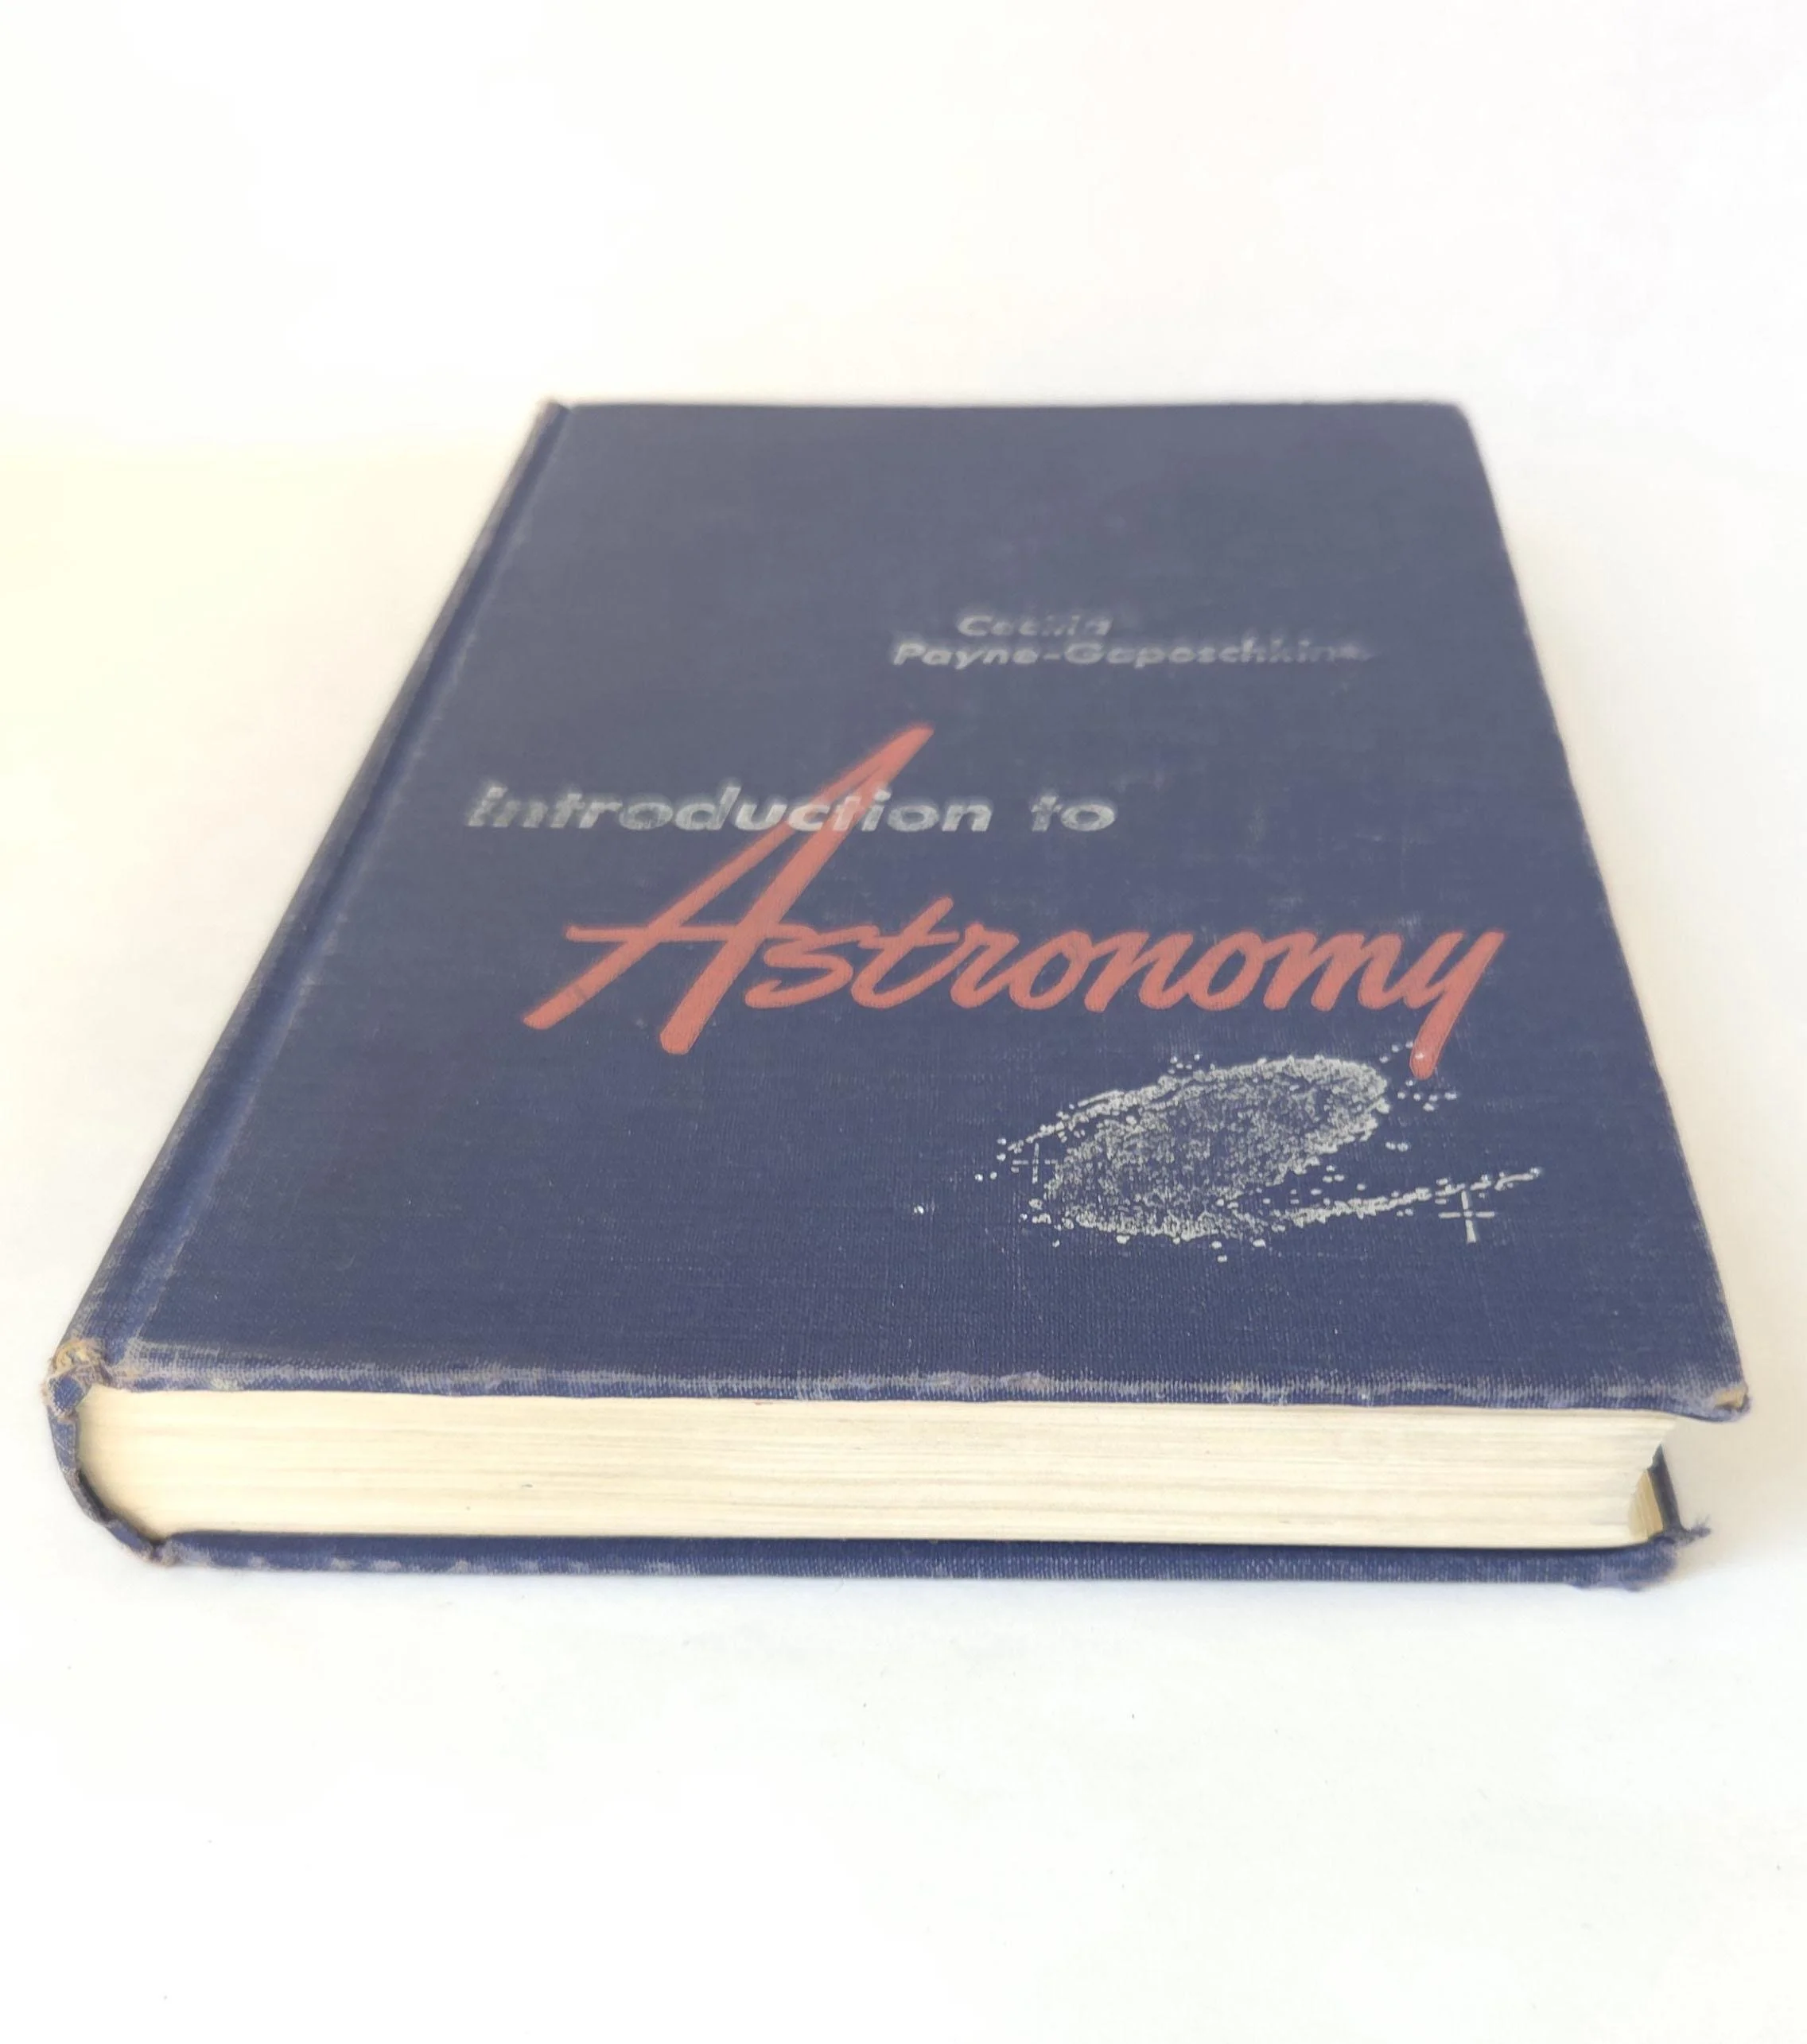 Cecilia
Payne-Gaposchkin
introduction to
Astronomy